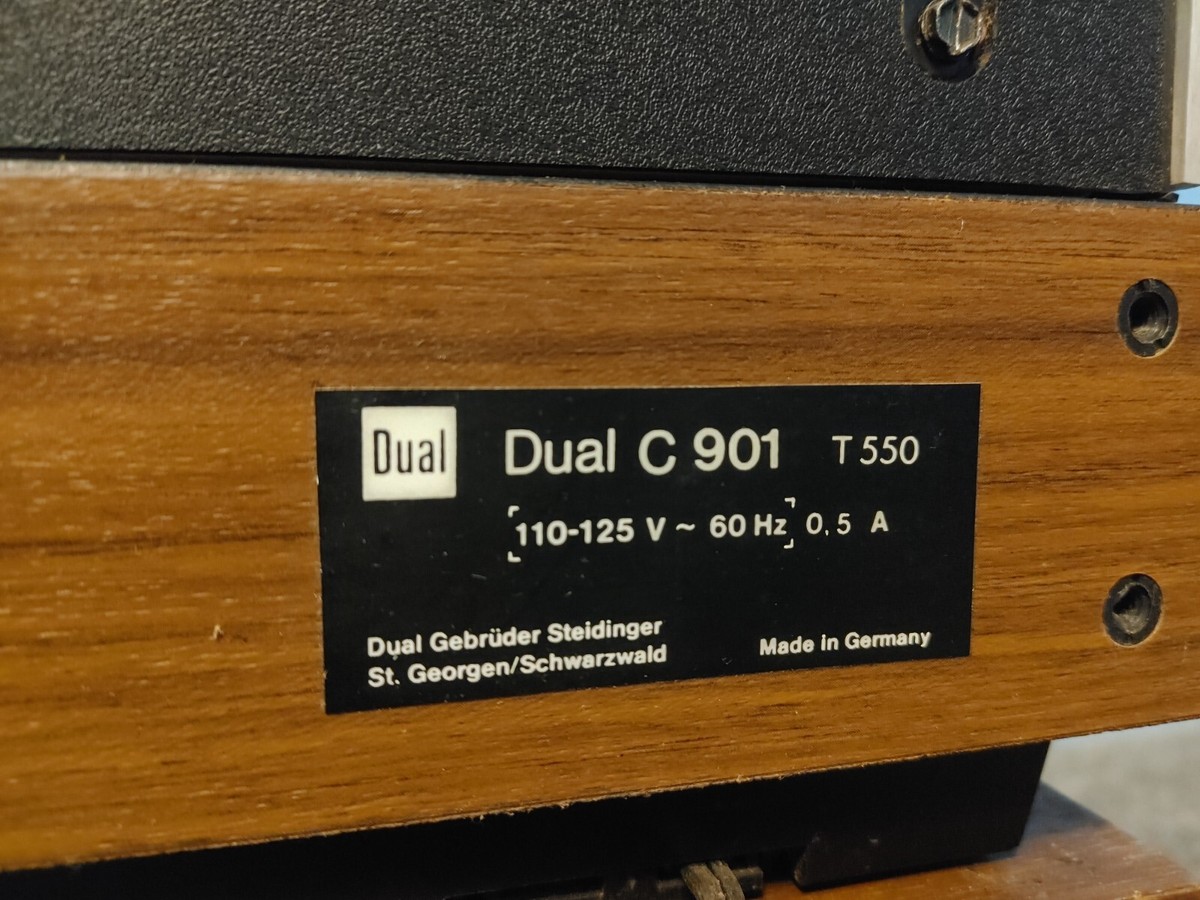 Dual
Dual C 901 T 550
110-125 V ~ 60 Hz 0,5 A
Dual Gebrüder Steidinger
St. Georgen/Schwarzwald
Made in Germany